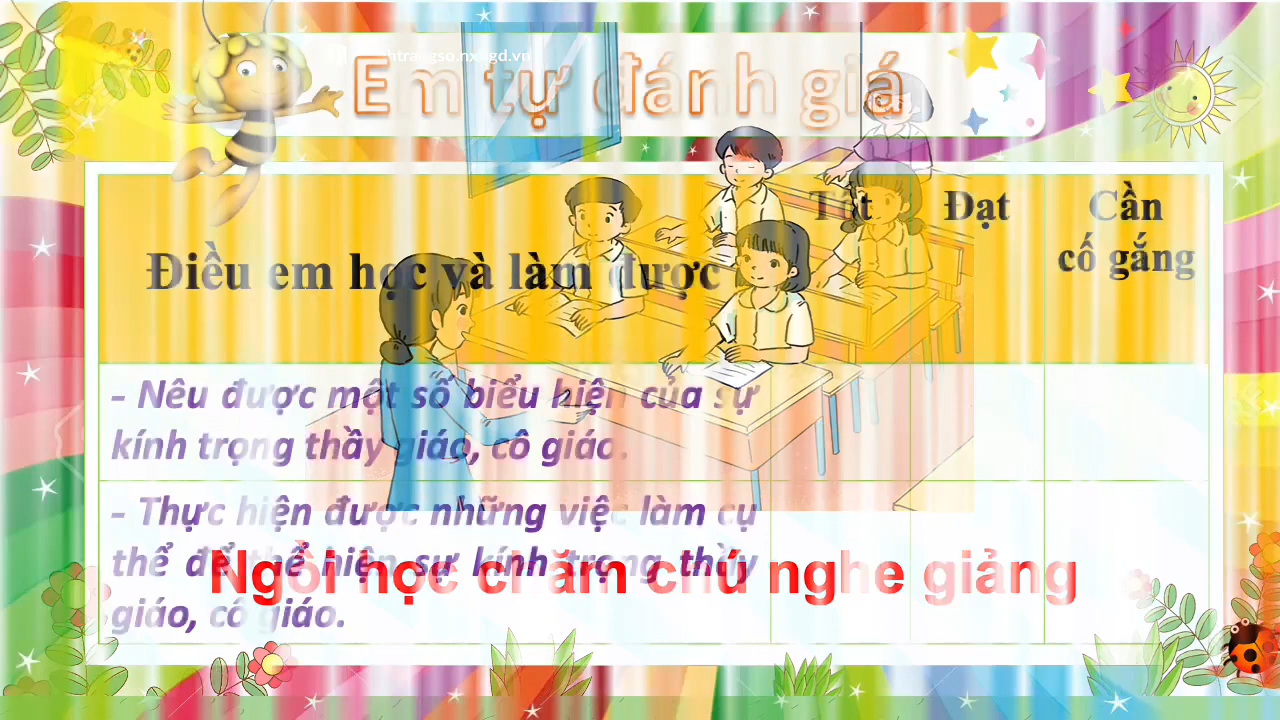 Em tự đánh giá
Điều em học và làm được
Tốt
Đạt
Cần
cố gắng
– Nêu được một số biểu hiện của sự
kính trọng thầy giáo, cô giáo.
– Thực hiện được những việc làm cụ
thể để thể hiện sự kính trọng thầy
giáo, cô giáo.
Ngồi học chăm chú nghe giảng